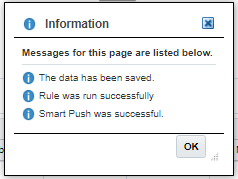 Information
Messages for this page are listed below.
The data has been saved.
Rule was run successfully
Smart Push was successful.
OK